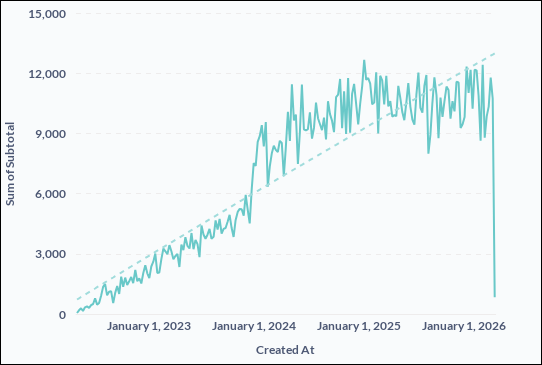 15,000
12,000
9,000
6,000
3,000
0
Sum of Subtotal
January 1, 2023
January 1, 2024
January 1, 2025
January 1, 2026
Created At